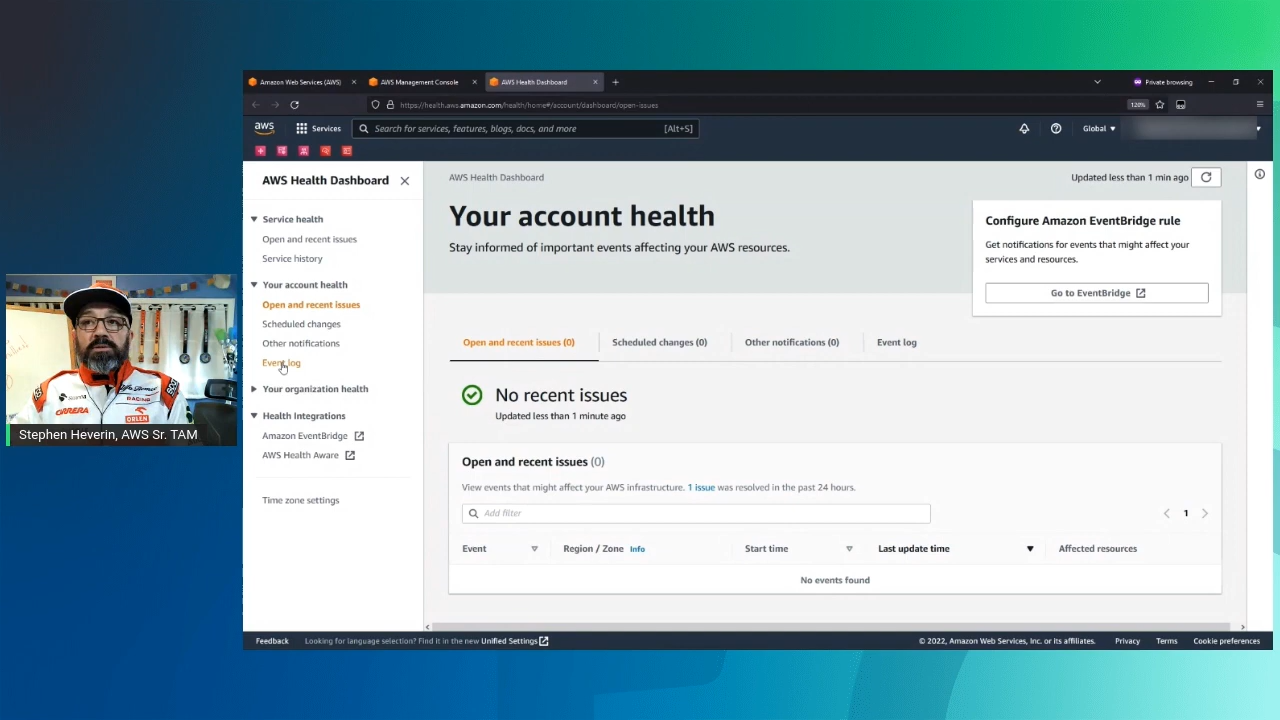 Amazon Web Services (AWS)
AWS Management Console
AWS Health Dashboard
Private browsing
https://health.aws.amazon.com/health/home#/account/dashboard/open-issues
120%
aws
Services
Search for services, features, blogs, docs, and more
[Alt+S]
Global
AWS Health Dashboard
Service health
Open and recent issues
Service history
Your account health
Open and recent issues
Scheduled changes
Other notifications
Event log
Your organization health
Health Integrations
Amazon EventBridge
AWS Health Aware
Time zone settings
AWS Health Dashboard
Updated less than 1 min ago
Your account health
Stay informed of important events affecting your AWS resources.
Configure Amazon EventBridge rule
Get notifications for events that might affect your
services and resources.
Go to EventBridge
Open and recent issues (0)
Scheduled changes (0)
Other notifications (0)
Event log
No recent issues
Updated less than 1 minute ago
Open and recent issues (0)
View events that might affect your AWS infrastructure. 1 issue was resolved in the past 24 hours.
Add filter
1
Event
Region / Zone Info
Start time
Last update time
Affected resources
No events found
Feedback
Looking for language selection? Find it in the new Unified Settings
© 2022, Amazon Web Services, Inc. or its affiliates.
Privacy
Terms
Cookie preferences
CARRERA
RACING
ORLEN
Stephen Heverin, AWS Sr. TAM